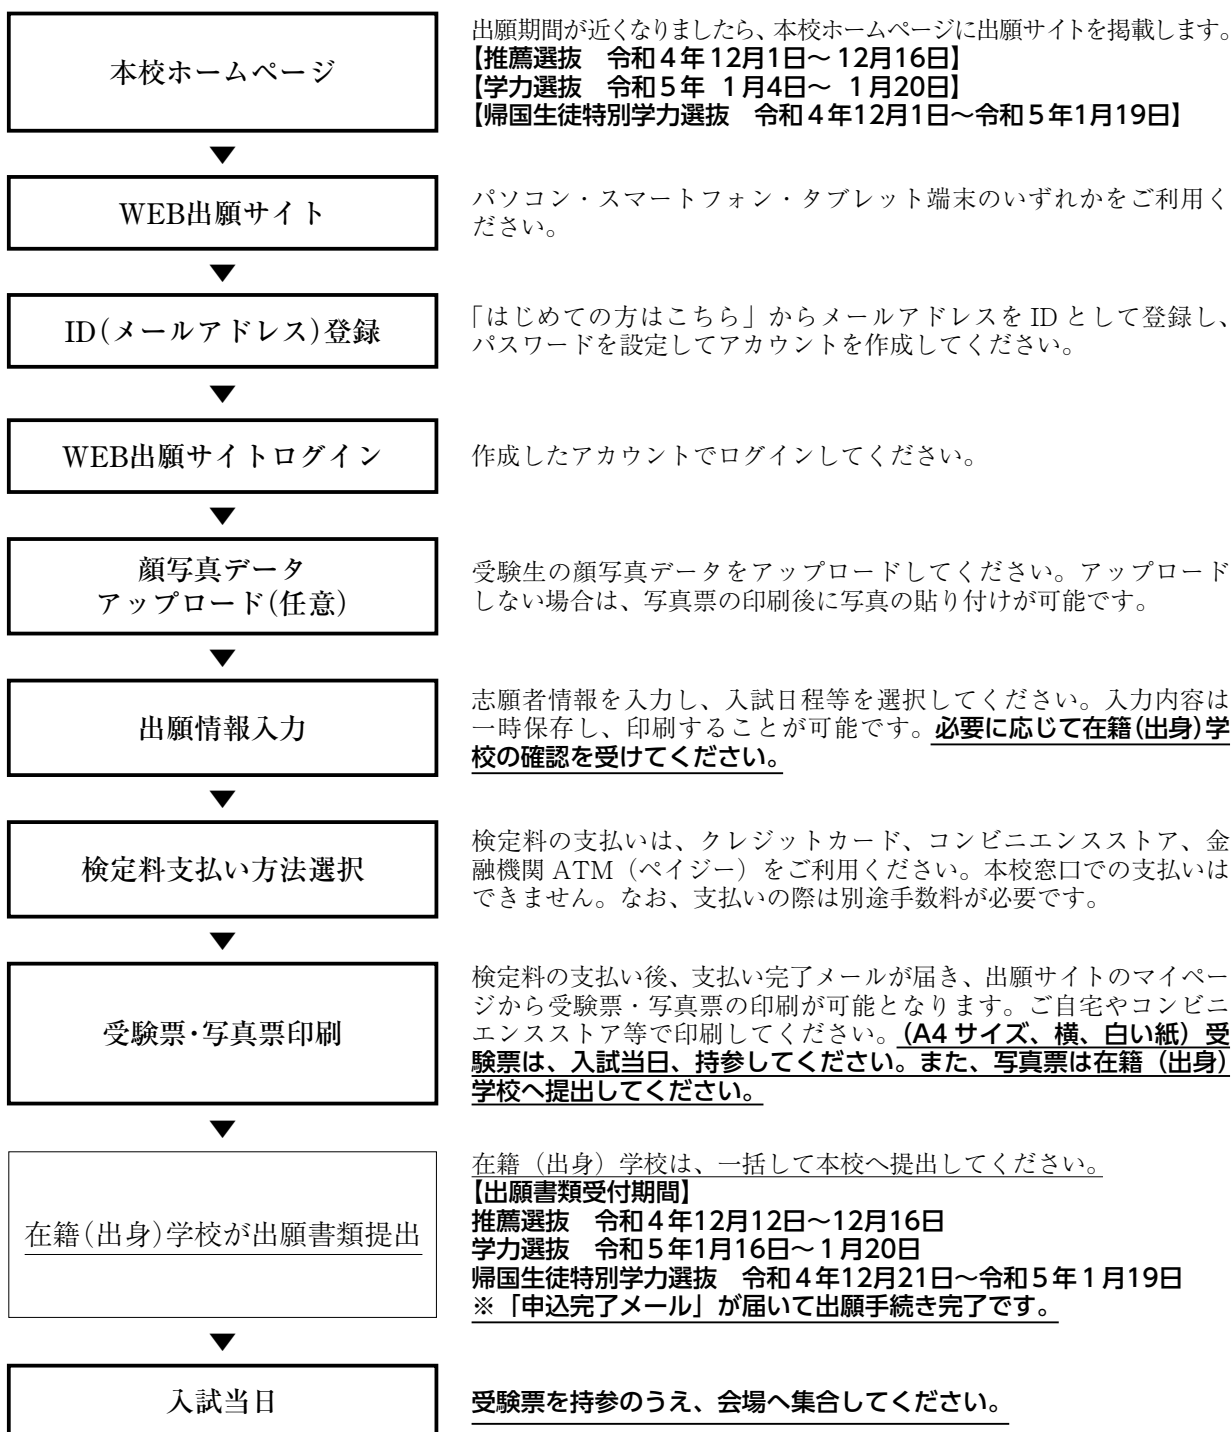 本校ホームページ
出願期間が近くなりましたら、本校ホームページに出願サイトを掲載します。
【推薦選抜　令和４年12月1日～12月16日】
【学力選抜　令和５年 1月4日～ 1月20日】
【帰国生徒特別学力選抜　令和４年12月1日～令和５年1月19日】
▼
WEB出願サイト
パソコン・スマートフォン・タブレット端末のいずれかをご利用く
ださい。
▼
ID(メールアドレス)登録
「はじめての方はこちら」からメールアドレスを ID として登録し、
パスワードを設定してアカウントを作成してください。
▼
WEB出願サイトログイン
作成したアカウントでログインしてください。
▼
顔写真データ
アップロード(任意)
受験生の顔写真データをアップロードしてください。アップロード
しない場合は、写真票の印刷後に写真の貼り付けが可能です。
▼
出願情報入力
志願者情報を入力し、入試日程等を選択してください。入力内容は
一時保存し、印刷することが可能です。必要に応じて在籍(出身)学
校の確認を受けてください。
▼
検定料支払い方法選択
検定料の支払いは、クレジットカード、コンビニエンスストア、金
融機関 ATM（ペイジー）をご利用ください。本校窓口での支払いは
できません。なお、支払いの際は別途手数料が必要です。
▼
受験票・写真票印刷
検定料の支払い後、支払い完了メールが届き、出願サイトのマイペー
ジから受験票・写真票の印刷が可能となります。ご自宅やコンビニ
エンスストア等で印刷してください。（A4 サイズ、横、白い紙）受
験票は、入試当日、持参してください。また、写真票は在籍（出身）
学校へ提出してください。
▼
在籍(出身)学校が出願書類提出
在籍（出身）学校は、一括して本校へ提出してください。
【出願書類受付期間】
推薦選抜　令和４年12月12日～12月16日
学力選抜　令和５年1月16日～１月20日
帰国生徒特別学力選抜　令和４年12月21日～令和５年１月19日
※「申込完了メール」が届いて出願手続き完了です。
▼
入試当日
受験票を持参のうえ、会場へ集合してください。